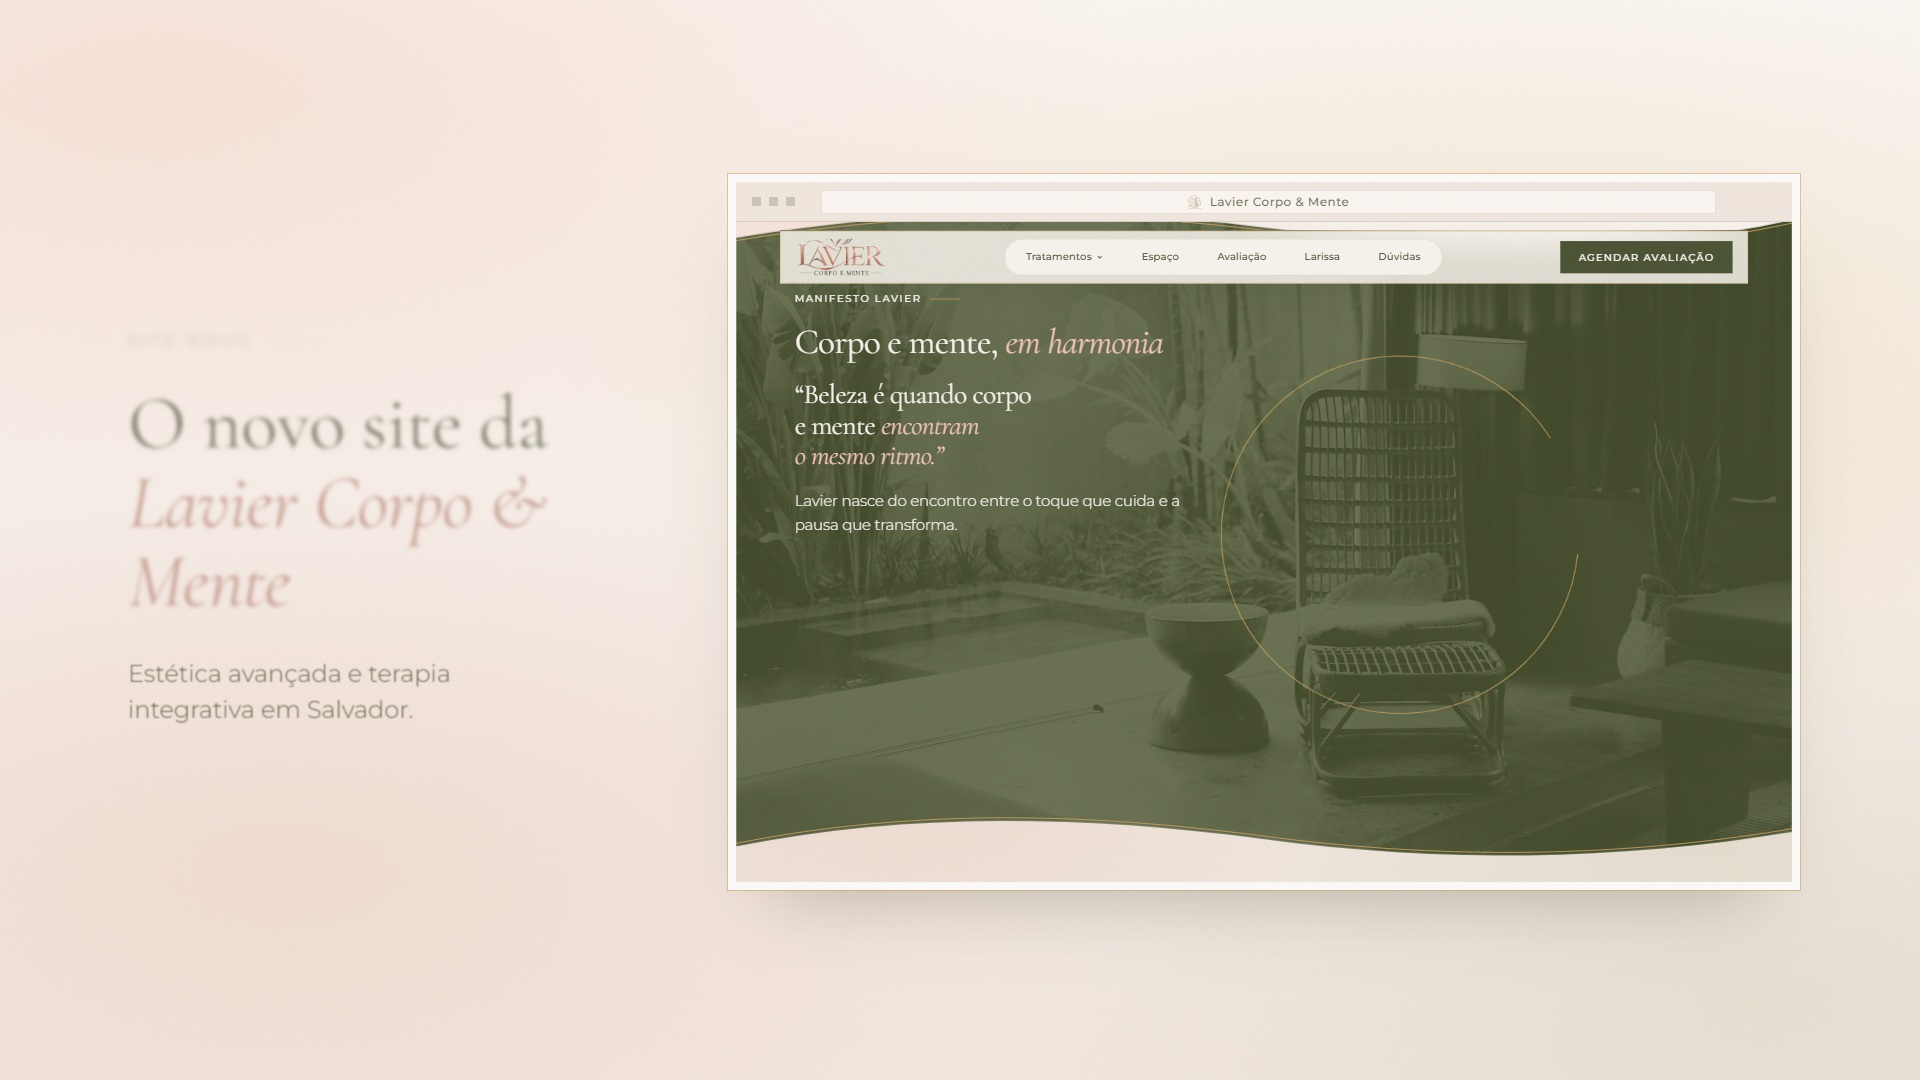 SITE NOVO
O novo site da
Lavier Corpo &
Mente
Estética avançada e terapia
integrativa em Salvador.
Lavier Corpo & Mente
LAVIER
CORPO E MENTE
Tratamentos
Espaço
Avaliação
Larissa
Dúvidas
AGENDAR AVALIAÇÃO
MANIFESTO LAVIER
Corpo e mente, em harmonia
“Beleza é quando corpo
e mente encontram
o mesmo ritmo.”
Lavier nasce do encontro entre o toque que cuida e a
pausa que transforma.